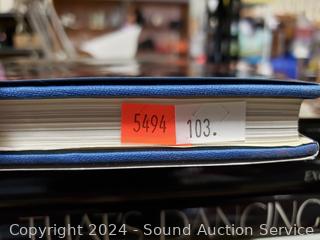 5494 103.
THAT'S DANCING
Copyright 2024 - Sound Auction Service